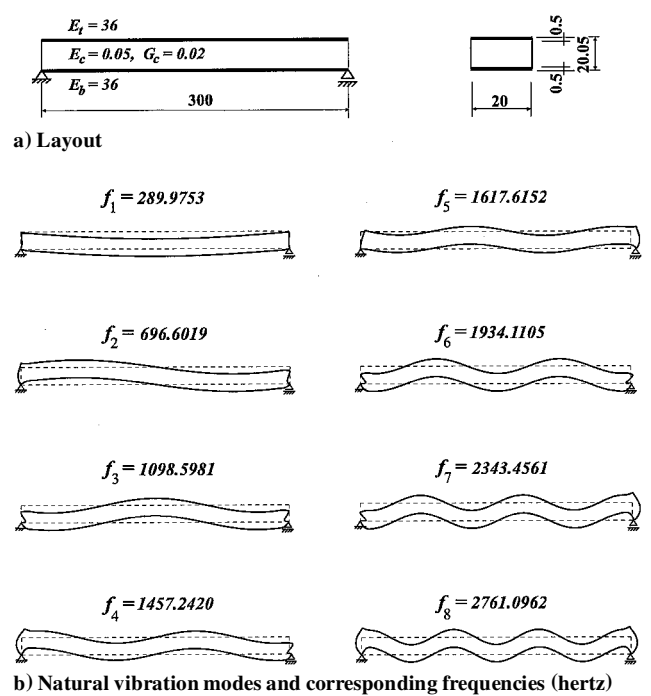 E_t = 36
E_c = 0.05, G_c = 0.02
E_b = 36
300
0.5
20.05
0.5
20
a) Layout
f_1 = 289.9753
f_5 = 1617.6152
f_2 = 696.6019
f_6 = 1934.1105
f_3 = 1098.5981
f_7 = 2343.4561
f_4 = 1457.2420
f_8 = 2761.0962
b) Natural vibration modes and corresponding frequencies (hertz)